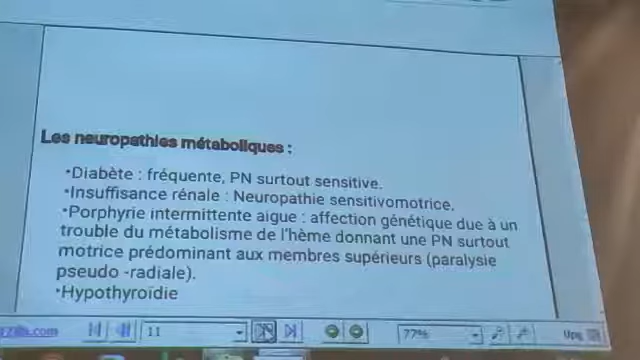 Les neuropathies métaboliques :
•Diabète : fréquente, PN surtout sensitive.
•Insuffisance rénale : Neuropathie sensitivomotrice.
•Porphyrie intermittente aigue : affection génétique due à un
trouble du métabolisme de l'hème donnant une PN surtout
motrice prédominant aux membres supérieurs (paralysie
pseudo -radiale).
•Hypothyroïdie
11 77%